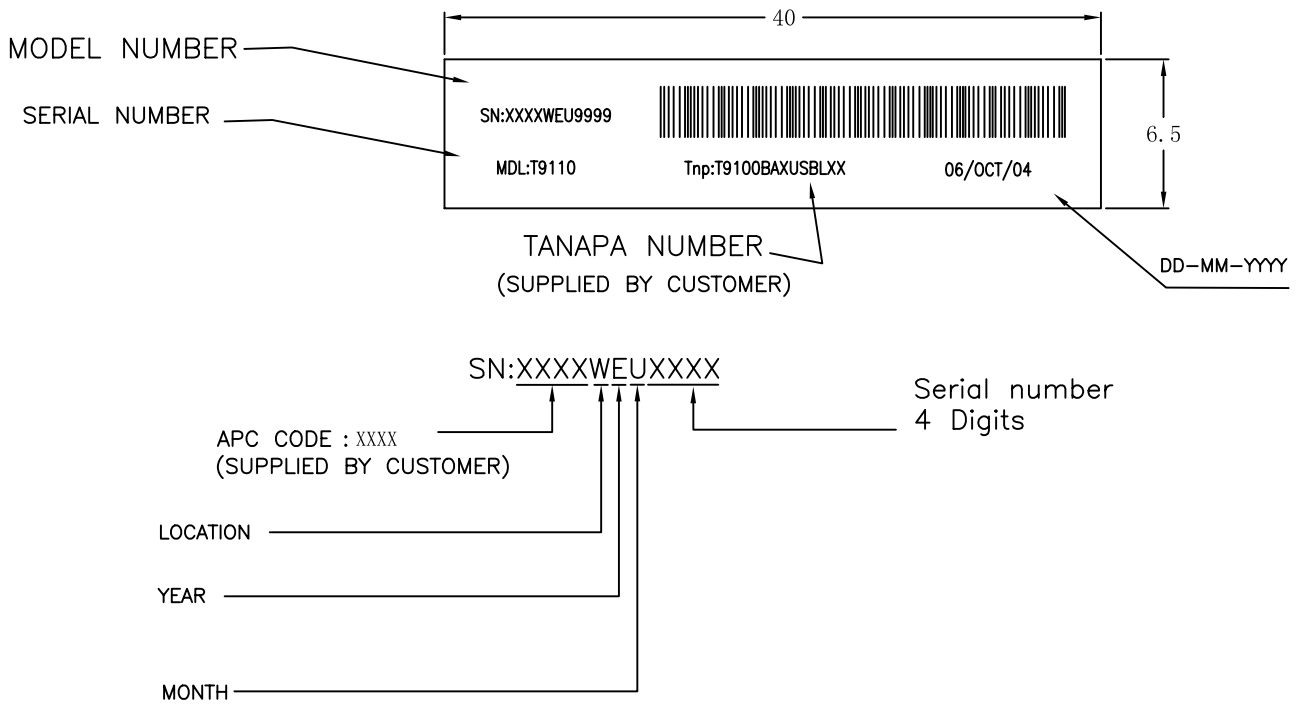 40
MODEL NUMBER
SERIAL NUMBER
SN:XXXXWEU9999
6.5
MDL:T9110
Tnp:T9100BAXUSBLXX
06/OCT/04
TANAPA NUMBER
(SUPPLIED BY CUSTOMER)
DD-MM-YYYY
SN:XXXXWEUXXXX
Serial number
4 Digits
APC CODE : XXXX
(SUPPLIED BY CUSTOMER)
LOCATION
YEAR
MONTH